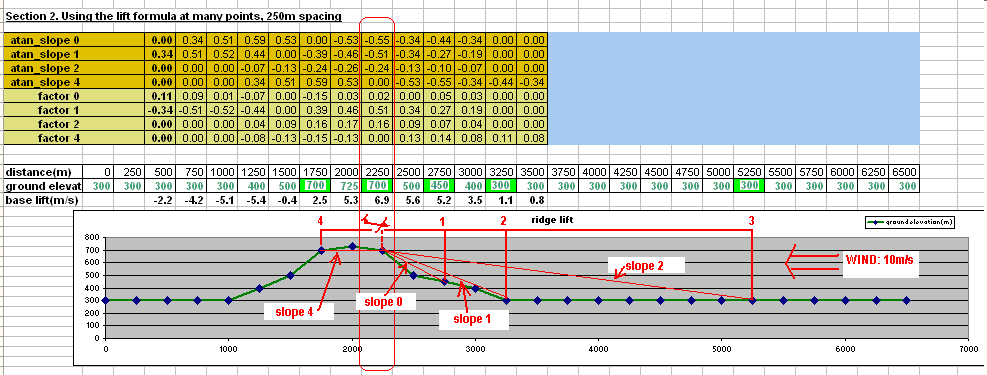 Section 2. Using the lift formula at many points, 250m spacing
atan_slope 0 0.00 0.34 0.51 0.59 0.53 0.00 -0.53 -0.55 -0.34 -0.44 -0.34 0.00 0.00
atan_slope 1 0.34 0.51 0.52 0.44 0.00 -0.39 -0.46 -0.51 -0.34 -0.27 -0.19 0.00 0.00
atan_slope 2 0.00 0.00 0.00 -0.07 -0.13 -0.24 -0.26 -0.24 -0.13 -0.10 -0.07 0.00 0.00
atan_slope 4 0.00 0.00 0.00 0.34 0.51 0.59 0.53 0.00 -0.53 -0.55 -0.34 -0.44 -0.34
factor 0 0.11 0.09 0.01 -0.07 0.00 -0.15 0.03 0.02 0.00 0.05 0.03 0.00 0.00
factor 1 -0.34 -0.51 -0.52 -0.44 0.00 0.39 0.46 0.51 0.34 0.27 0.19 0.00 0.00
factor 2 0.00 0.00 0.00 0.04 0.09 0.16 0.17 0.16 0.09 0.07 0.04 0.00 0.00
factor 4 0.00 0.00 0.00 -0.08 -0.13 -0.15 -0.13 0.00 0.13 0.14 0.08 0.11 0.08
distance(m) 0 250 500 750 1000 1250 1500 1750 2000 2250 2500 2750 3000 3250 3500 3750 4000 4250 4500 4750 5000 5250 5500 5750 6000 6250 6500
ground elevat 300 300 300 300 300 400 500 700 725 700 500 450 400 300 300 300 300 300 300 300 300 300 300 300 300 300 300
base lift(m/s) -2.2 -4.2 -5.1 -5.4 -0.4 2.5 5.3 6.9 5.6 5.2 3.5 1.1 0.8
ridge lift
4 x 1 2 3
ground elevation(m)
WIND: 10m/s
slope 2
slope 4
slope 0
slope 1
800
700
600
500
400
300
200
100
0
0 1000 2000 3000 4000 5000 6000 7000